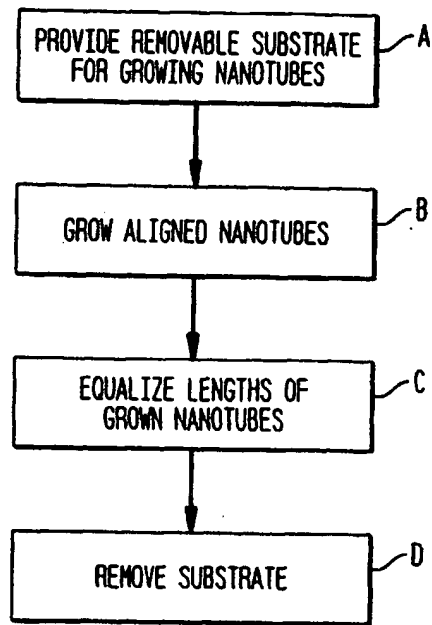 PROVIDE REMOVABLE SUBSTRATE
FOR GROWING NANOTUBES
A
GROW ALIGNED NANOTUBES
B
EQUALIZE LENGTHS OF
GROWN NANOTUBES
C
REMOVE SUBSTRATE
D